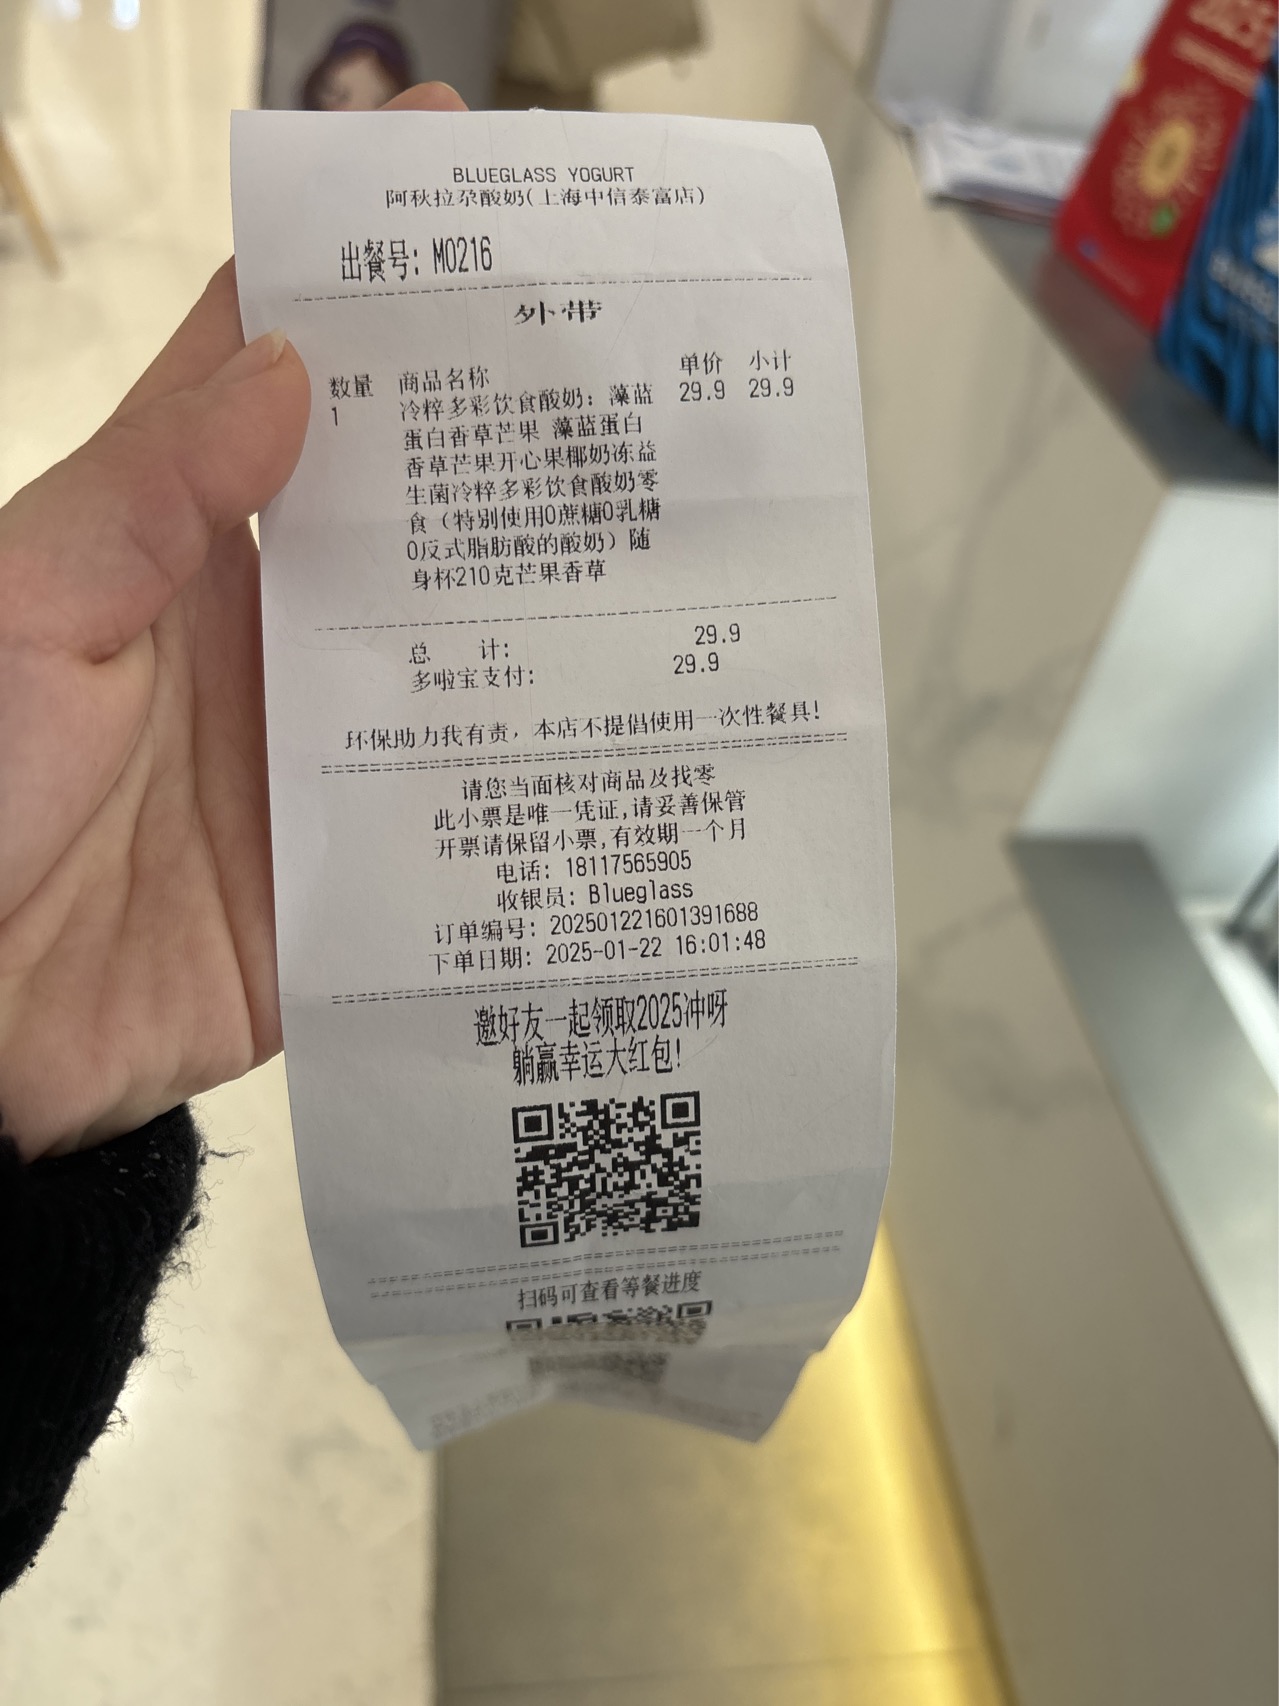 BLUEGLASS YOGURT
阿秋拉尕酸奶(上海中信泰富店)
出餐号: M0216
外带
数量 商品名称 单价 小计
1 冷粹多彩饮食酸奶: 藻蓝 29.9 29.9
蛋白香草芒果 藻蓝蛋白
香草芒果开心果椰奶冻益
生菌冷粹多彩饮食酸奶零
食（特别使用0蔗糖0乳糖
0反式脂肪酸的酸奶）随
身杯210克芒果香草
总 计: 29.9
多啦宝支付: 29.9
环保助力我有责，本店不提倡使用一次性餐具!
请您当面核对商品及找零
此小票是唯一凭证,请妥善保管
开票请保留小票,有效期一个月
电话: 18117565905
收银员: Blueglass
订单编号: 202501221601391688
下单日期: 2025-01-22 16:01:48
邀好友一起领取2025冲呀
躺赢幸运大红包!
扫码可查看等餐进度